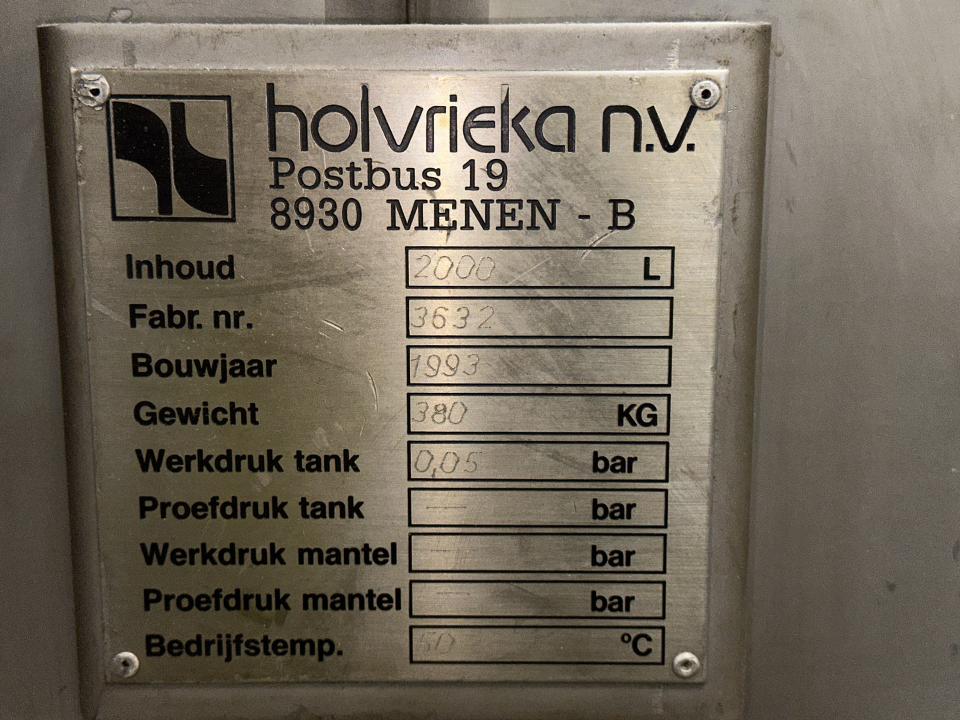 holvrieka n.v.
Postbus 19
8930 MENEN - B
Inhoud 2000 L
Fabr. nr. 3632
Bouwjaar 1993
Gewicht 380 KG
Werkdruk tank 0,05 bar
Proefdruk tank — bar
Werkdruk mantel — bar
Proefdruk mantel — bar
Bedrijfstemp. °C